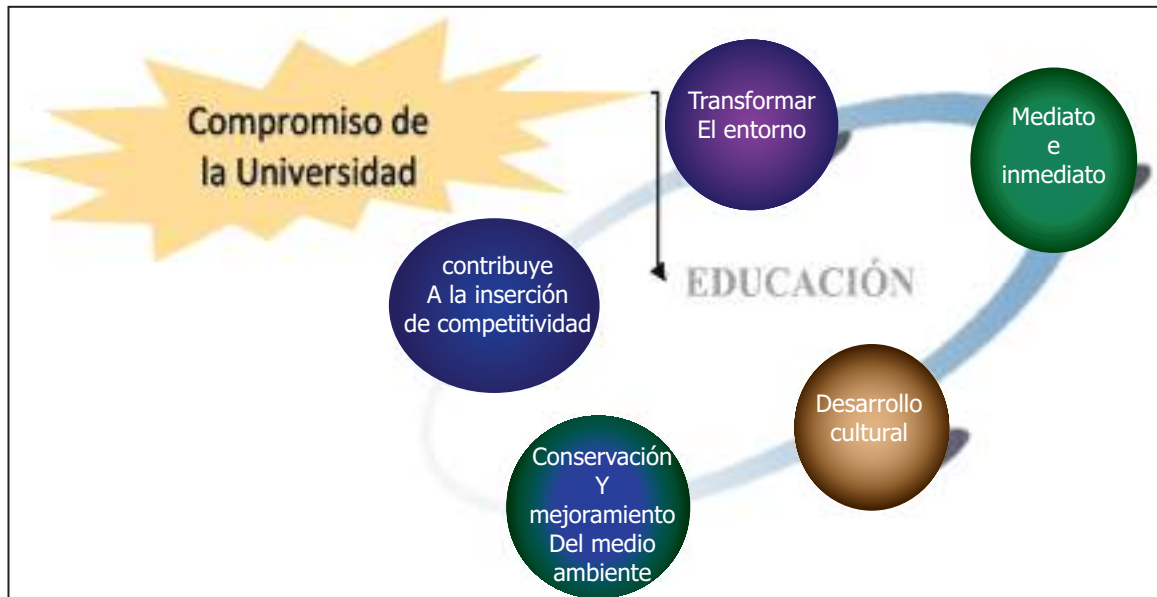 Compromiso de
la Universidad
Transformar
El entorno
Mediato
e
inmediato
contribuye
A la inserción
de competitividad
EDUCACIÓN
Desarrollo
cultural
Conservación
Y
mejoramiento
Del medio
ambiente